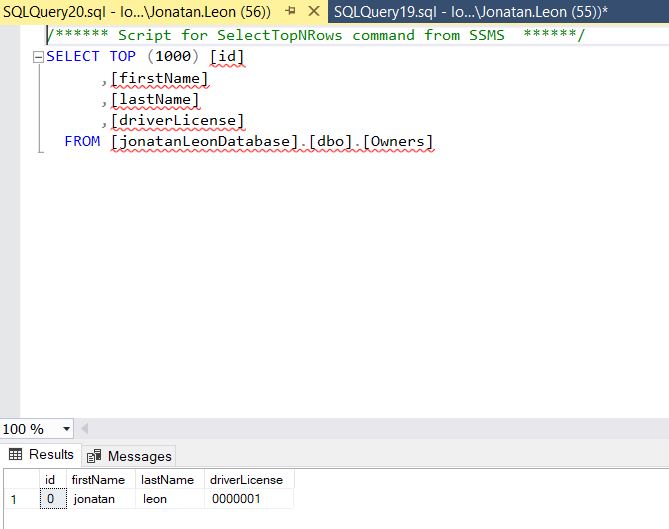 SQLQuery20.sql - lo...\Jonatan.Leon (56))
SQLQuery19.sql - lo...\Jonatan.Leon (55))*
/****** Script for SelectTopNRows command from SSMS  ******/
SELECT TOP (1000) [id]
,[firstName]
,[lastName]
,[driverLicense]
FROM [jonatanLeonDatabase].[dbo].[Owners]
100 %
Results Messages
id firstName lastName driverLicense
1 0 jonatan leon 0000001